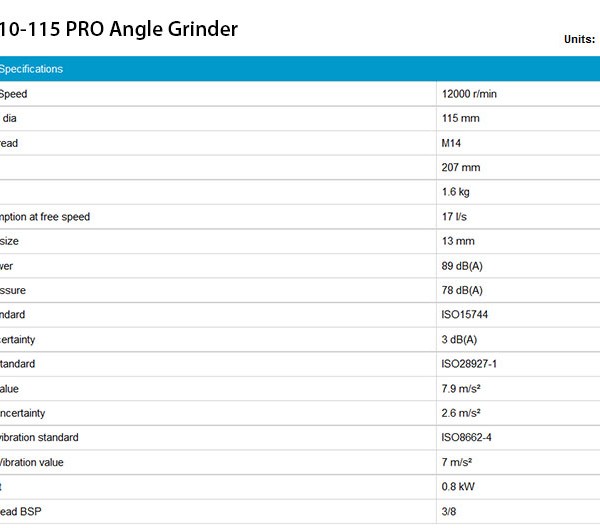 10-115 PRO Angle Grinder
Units:
Specifications
Speed 12000 r/min
dia 115 mm
read M14
207 mm
1.6 kg
mption at free speed 17 l/s
size 13 mm
wer 89 dB(A)
ssure 78 dB(A)
ndard ISO15744
certainty 3 dB(A)
tandard ISO28927-1
alue 7.9 m/s²
ncertainty 2.6 m/s²
vibration standard ISO8662-4
Vibration value 7 m/s²
t 0.8 kW
ead BSP 3/8